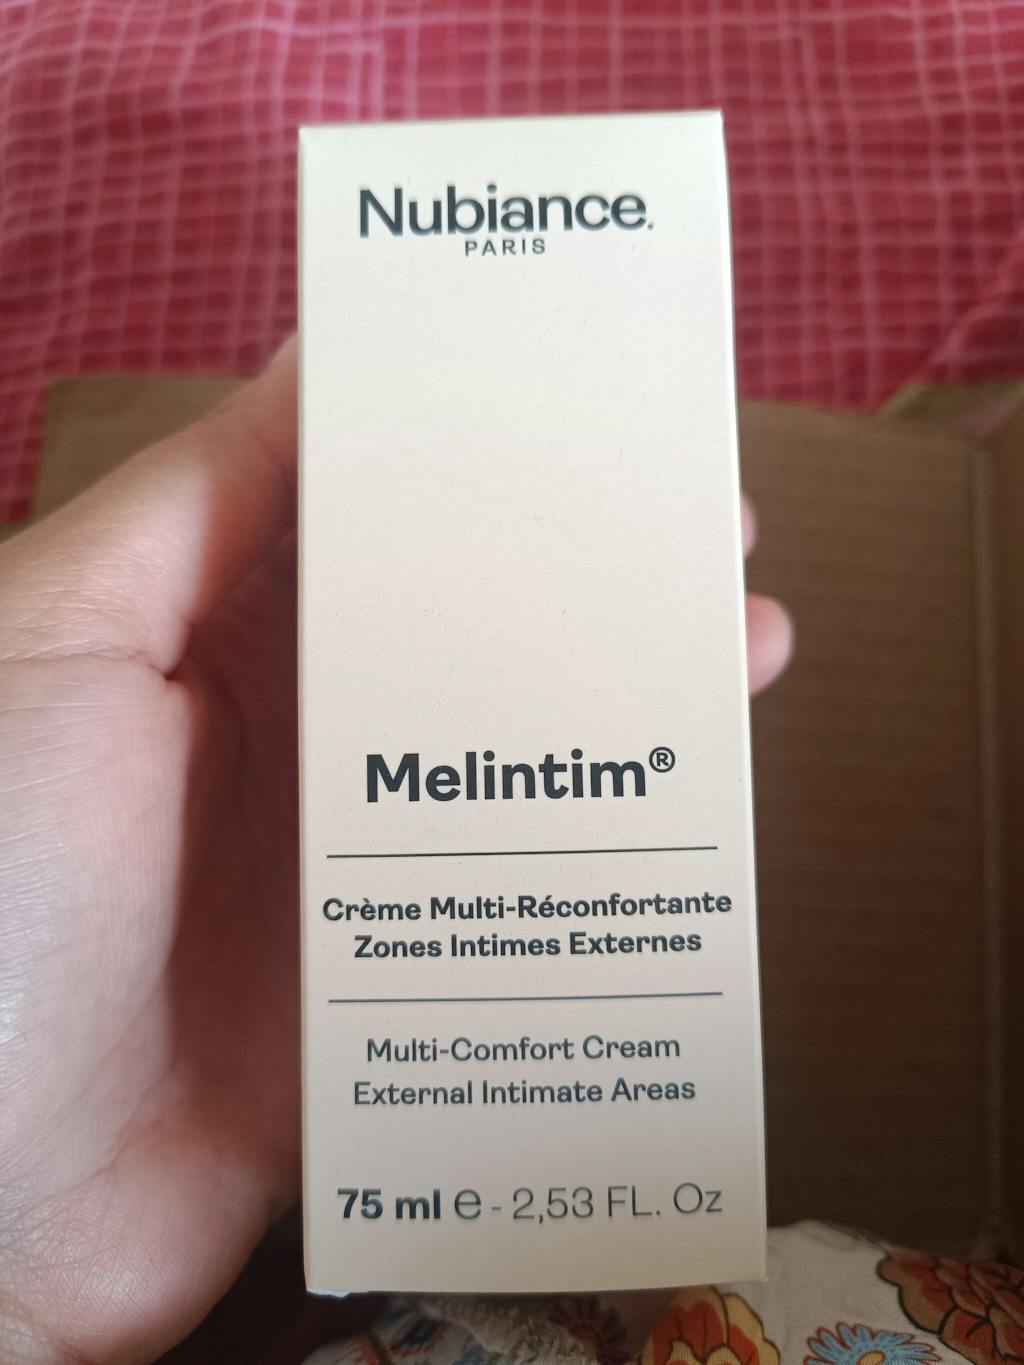 Nubiance.
PARIS
Melintim®
Crème Multi-Réconfortante
Zones Intimes Externes
Multi-Comfort Cream
External Intimate Areas
75 ml e - 2,53 FL. Oz